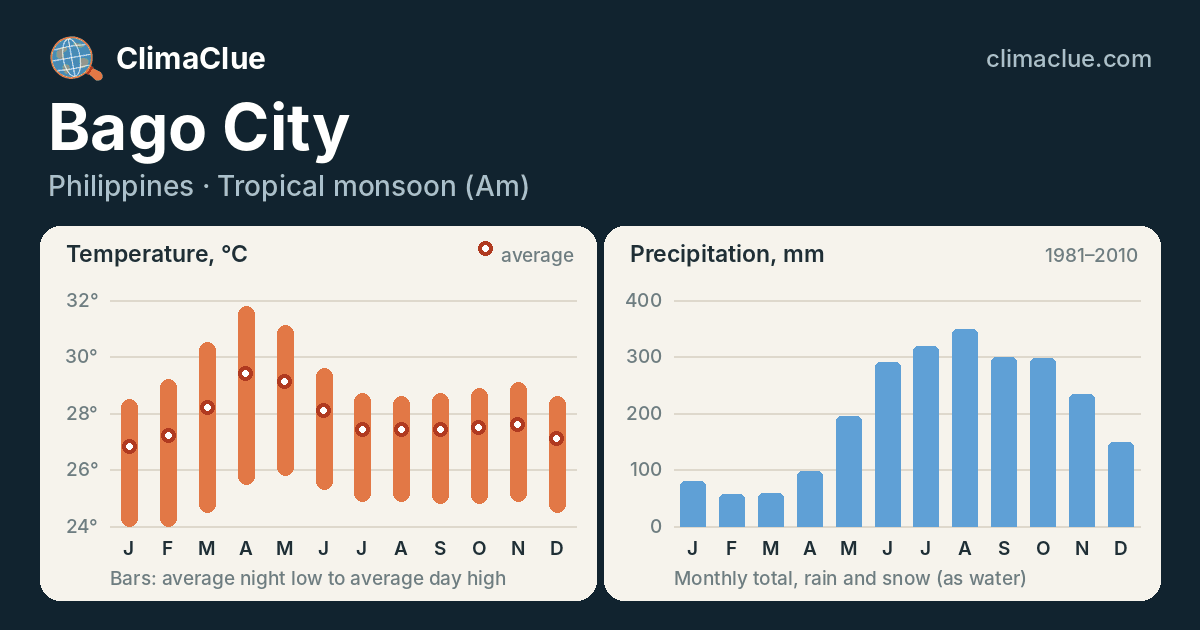 ClimaClue
climaclue.com
Bago City
Philippines · Tropical monsoon (Am)
Temperature, °C
average
32°
30°
28°
26°
24°
J F M A M J J A S O N D
Bars: average night low to average day high
Precipitation, mm
1981–2010
400
300
200
100
0
J F M A M J J A S O N D
Monthly total, rain and snow (as water)